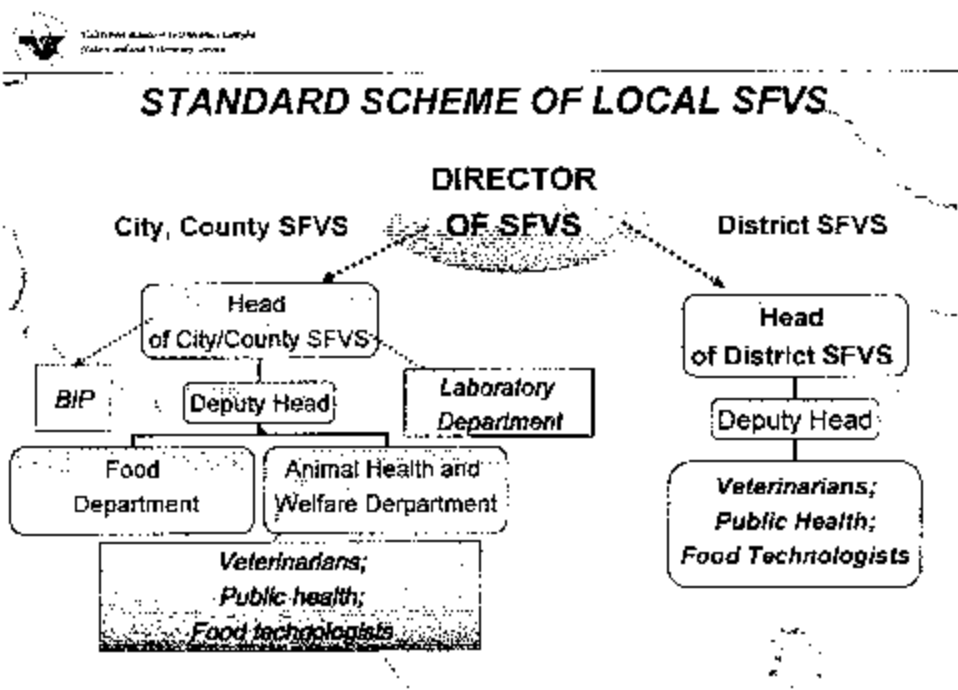 STANDARD SCHEME OF LOCAL SFVS
DIRECTOR
OF SFVS
City, County SFVS
District SFVS
Head
of City/County SFVS
Head
of District SFVS
BIP
Deputy Head
Laboratory
Department
Deputy Head
Food
Department
Animal Health and
Welfare Derpartment
Veterinarians;
Public Health;
Food Technologists
Veterinarians;
Public health;
Food technologists